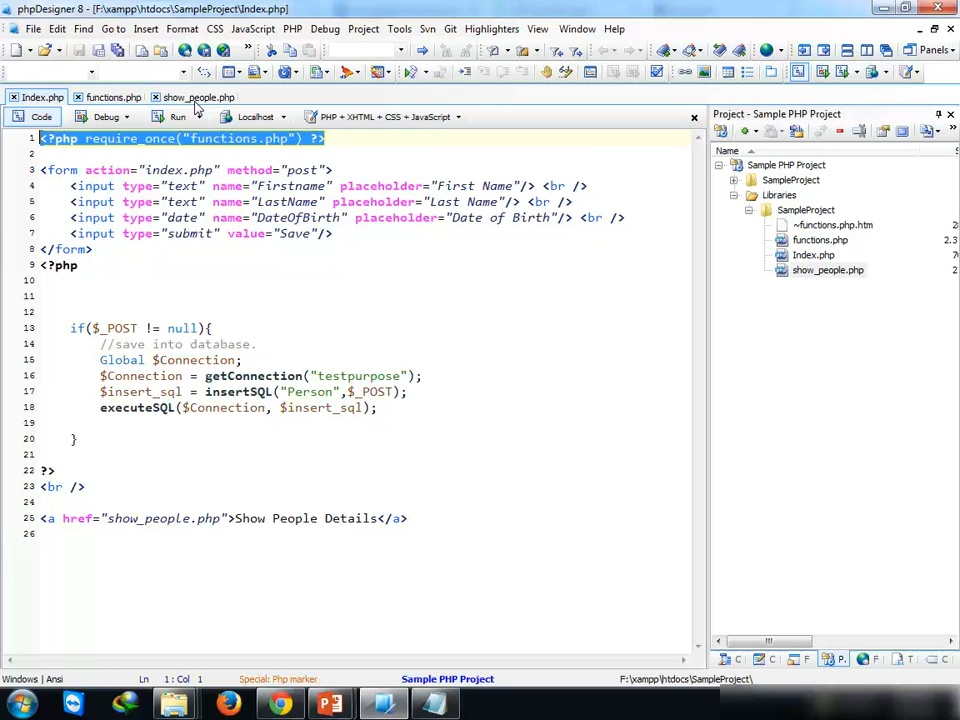 phpDesigner 8 - [F:\xampp\htdocs\SampleProject\Index.php]
File Edit Find Go to Insert Format CSS JavaScript PHP Debug Project Tools Svn Git Highlighters View Window Help
Panels
Index.php functions.php show_people.php
Code Debug Run Localhost PHP + XHTML + CSS + JavaScript
1 <?php require_once("functions.php") ?>
2
3 <form action="index.php" method="post">
4 <input type="text" name="Firstname" placeholder="First Name"/> <br />
5 <input type="text" name="LastName" placeholder="Last Name"/> <br />
6 <input type="date" name="DateOfBirth" placeholder="Date of Birth"/> <br />
7 <input type="submit" value="Save"/>
8 </form>
9 <?php
10
11
12
13 if($_POST != null){
14 //save into database.
15 Global $Connection;
16 $Connection = getConnection("testpurpose");
17 $insert_sql = insertSQL("Person",$_POST);
18 executeSQL($Connection, $insert_sql);
19
20 }
21
22 ?>
23 <br />
24
25 <a href="show_people.php">Show People Details</a>
26
Project - Sample PHP Project
Name S
Sample PHP Project
SampleProject
Libraries
SampleProject
~functions.php.htm 2
functions.php 2.3
Index.php 7
show_people.php 2
C C F P. F T C
Windows | Ansi Ln 1 : Col 1 Special: Php marker Sample PHP Project F:\xampp\htdocs\SampleProject\